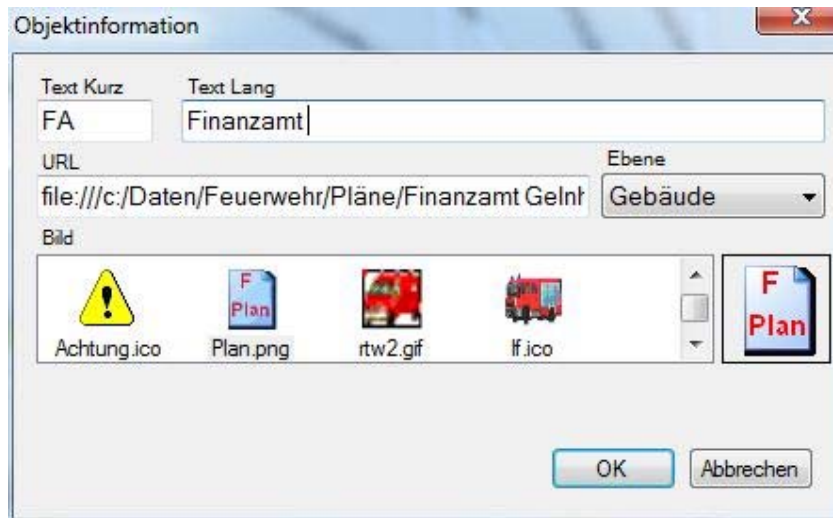 Objektinformation
Text Kurz Text Lang
FA Finanzamt
URL Ebene
file:///c:/Daten/Feuerwehr/Pläne/Finanzamt Gelnh Gebäude
Bild
F
Plan
F
Plan
Achtung.ico Plan.png rtw2.gif lf.ico
OK Abbrechen